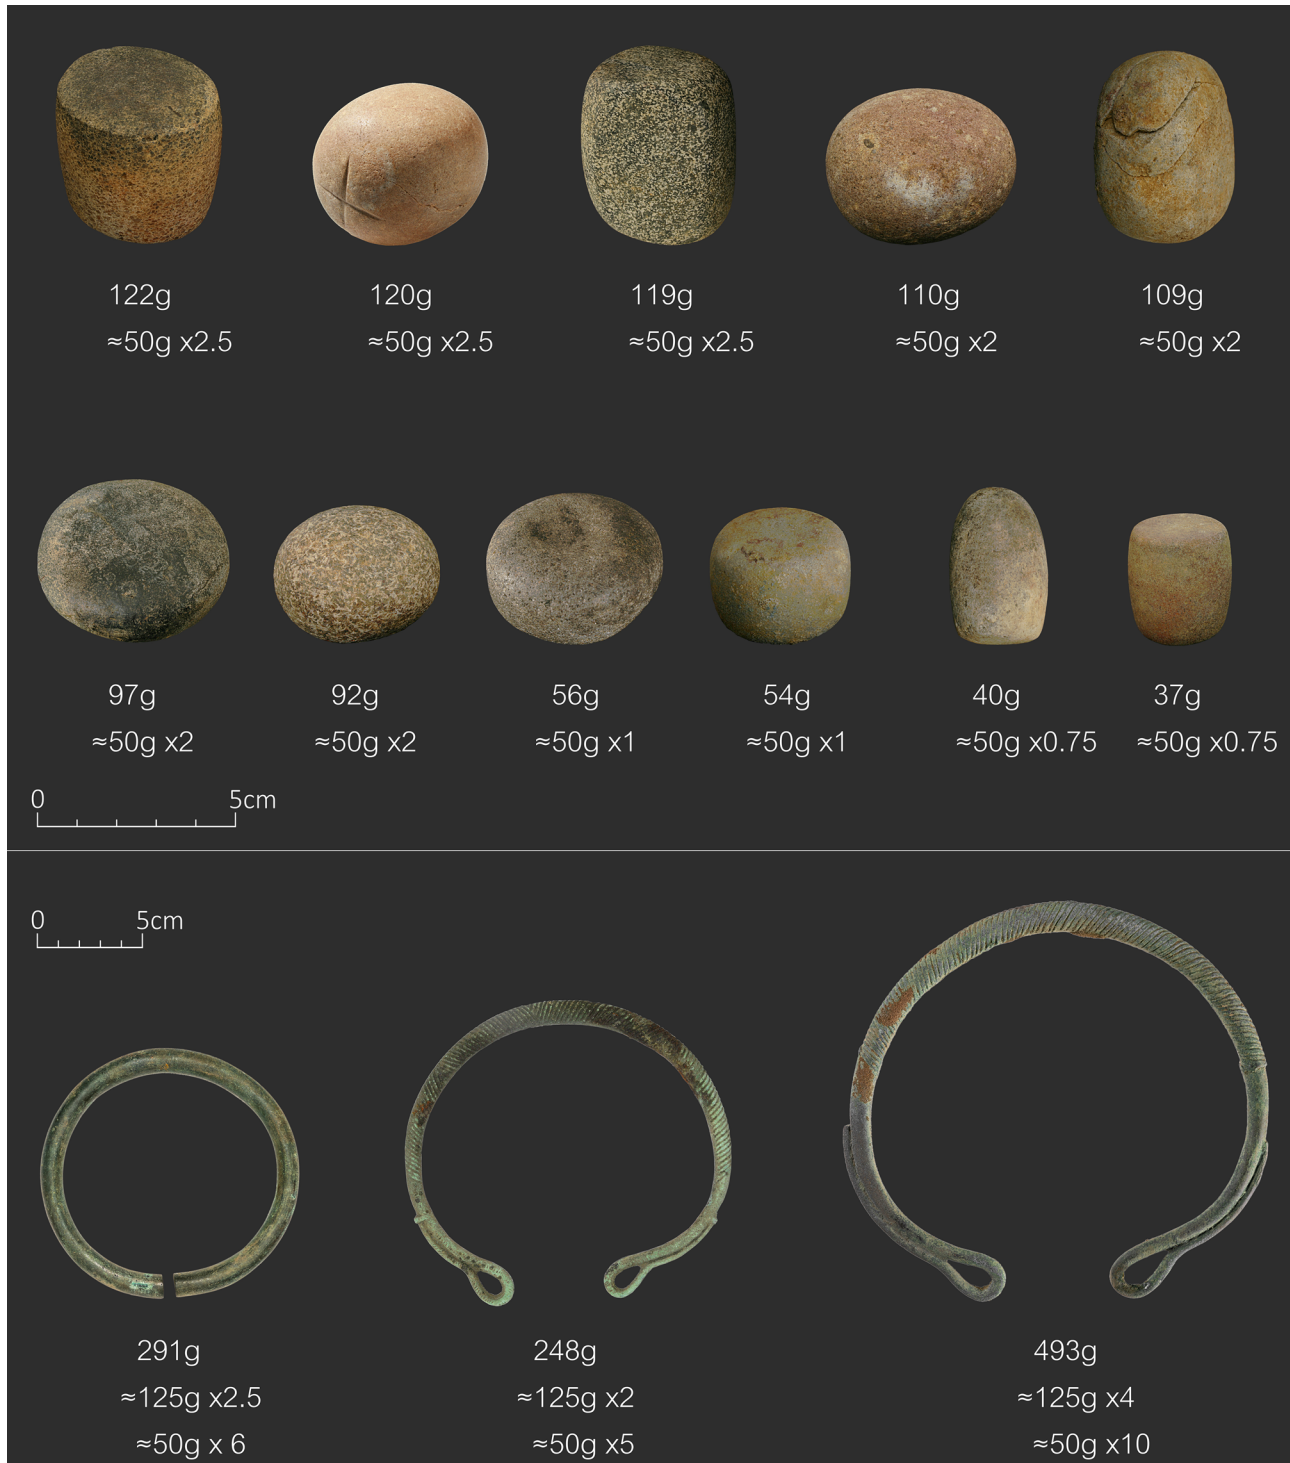 122g
≈50g x2.5
120g
≈50g x2.5
119g
≈50g x2.5
110g
≈50g x2
109g
≈50g x2
97g
≈50g x2
92g
≈50g x2
56g
≈50g x1
54g
≈50g x1
40g
≈50g x0.75
37g
≈50g x0.75
0 5cm
0 5cm
291g
≈125g x2.5
≈50g x 6
248g
≈125g x2
≈50g x5
493g
≈125g x4
≈50g x10